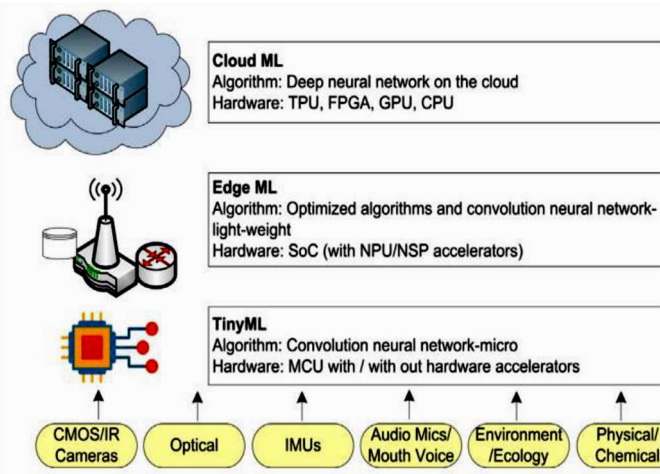 Cloud ML
Algorithm: Deep neural network on the cloud
Hardware: TPU, FPGA, GPU, CPU
Edge ML
Algorithm: Optimized algorithms and convolution neural network-
light-weight
Hardware: SoC (with NPU/NSP accelerators)
TinyML
Algorithm: Convolution neural network-micro
Hardware: MCU with / with out hardware accelerators
CMOS/IR
Cameras
Optical
IMUs
Audio Mics/
Mouth Voice
Environment
/Ecology
Physical/
Chemical